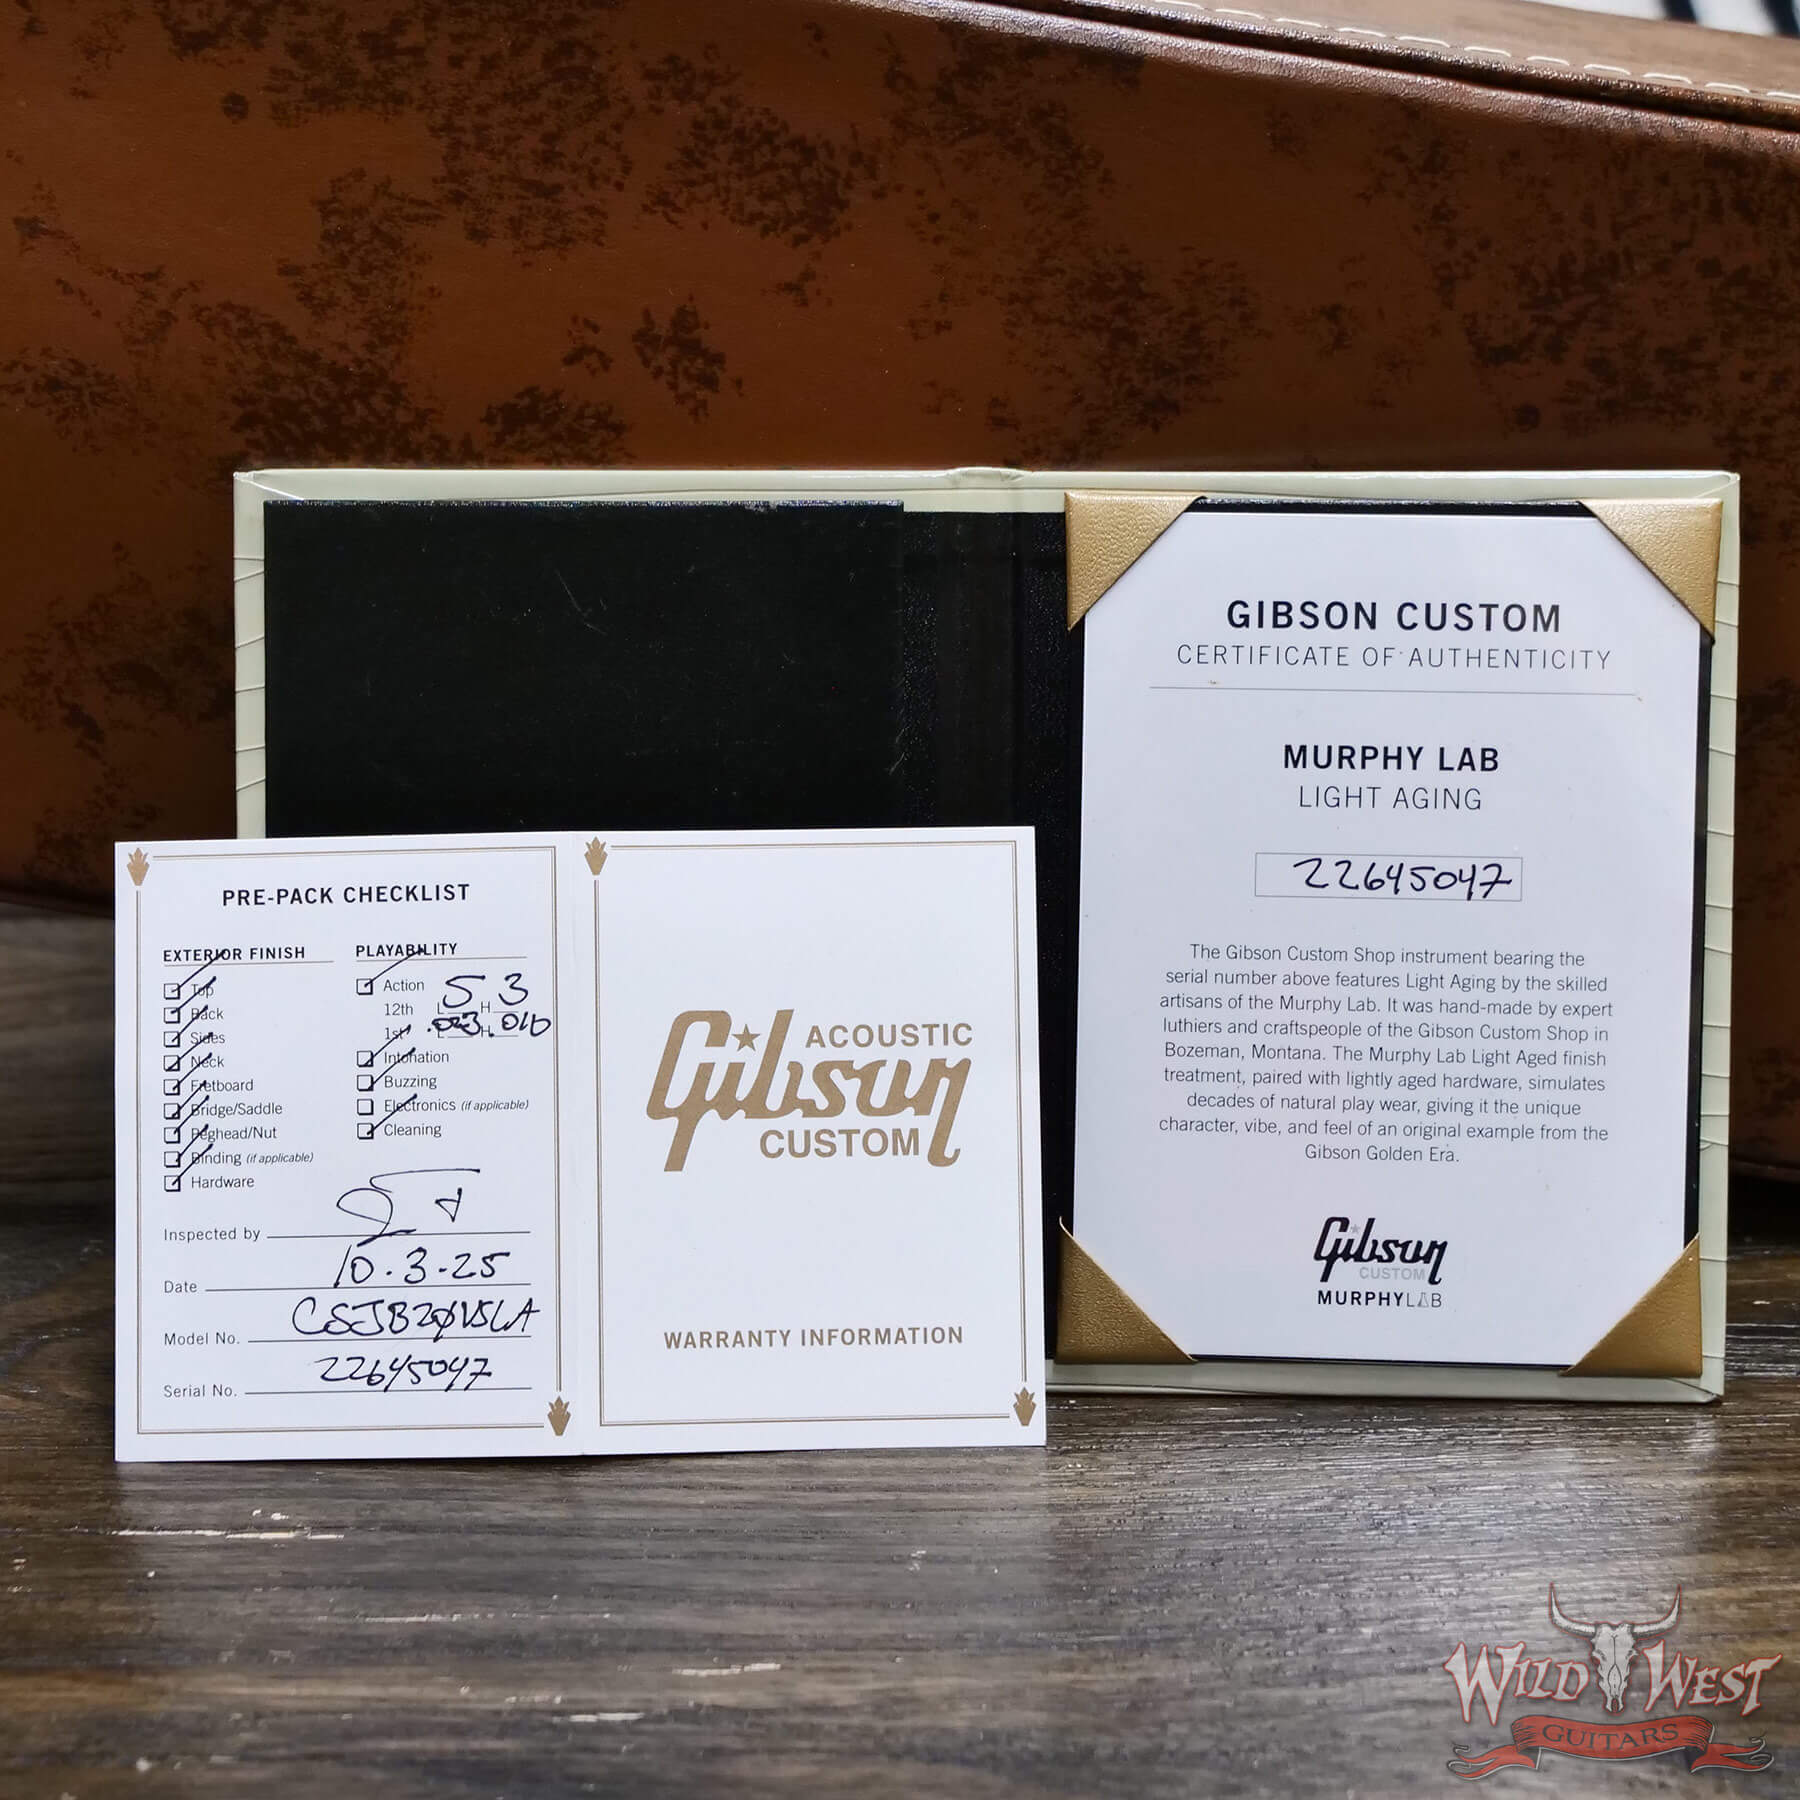 PRE-PACK CHECKLIST
EXTERIOR FINISH
Top
Back
Sides
Neck
Fretboard
Bridge/Saddle
Peghead/Nut
Binding (if applicable)
Hardware
PLAYABILITY
Action
12th L 5 H 3
1st L .023 H .010
Intonation
Buzzing
Electronics (if applicable)
Cleaning
Inspected by
Date 10.3.25
Model No. CSJB20VSLA
Serial No. 22645047
ACOUSTIC
Gibson
CUSTOM
WARRANTY INFORMATION
GIBSON CUSTOM
CERTIFICATE OF AUTHENTICITY
MURPHY LAB
LIGHT AGING
22645047
The Gibson Custom Shop instrument bearing the
serial number above features Light Aging by the skilled
artisans of the Murphy Lab. It was hand-made by expert
luthiers and craftspeople of the Gibson Custom Shop in
Bozeman, Montana. The Murphy Lab Light Aged finish
treatment, paired with lightly aged hardware, simulates
decades of natural play wear, giving it the unique
character, vibe, and feel of an original example from the
Gibson Golden Era.
Gibson
CUSTOM
MURPHYLAB
WILD WEST
GUITARS